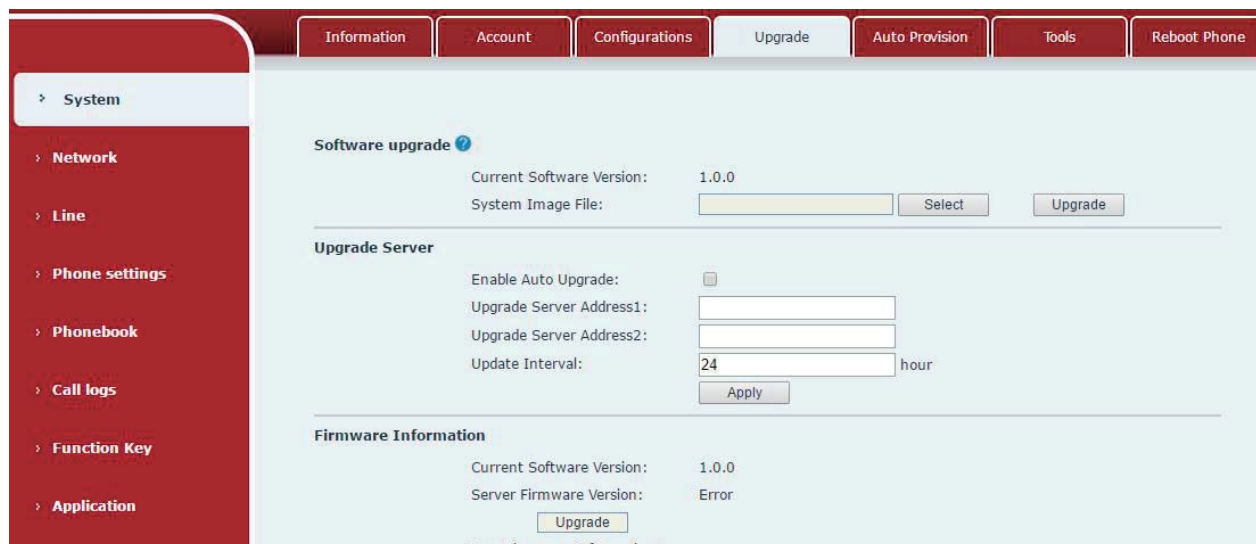 Information Account Configurations Upgrade Auto Provision Tools Reboot Phone
System
Network
Line
Phone settings
Phonebook
Call logs
Function Key
Application
Software upgrade ?
Current Software Version: 1.0.0
System Image File: Select Upgrade
Upgrade Server
Enable Auto Upgrade:
Upgrade Server Address1:
Upgrade Server Address2:
Update Interval: 24 hour
Apply
Firmware Information
Current Software Version: 1.0.0
Server Firmware Version: Error
Upgrade